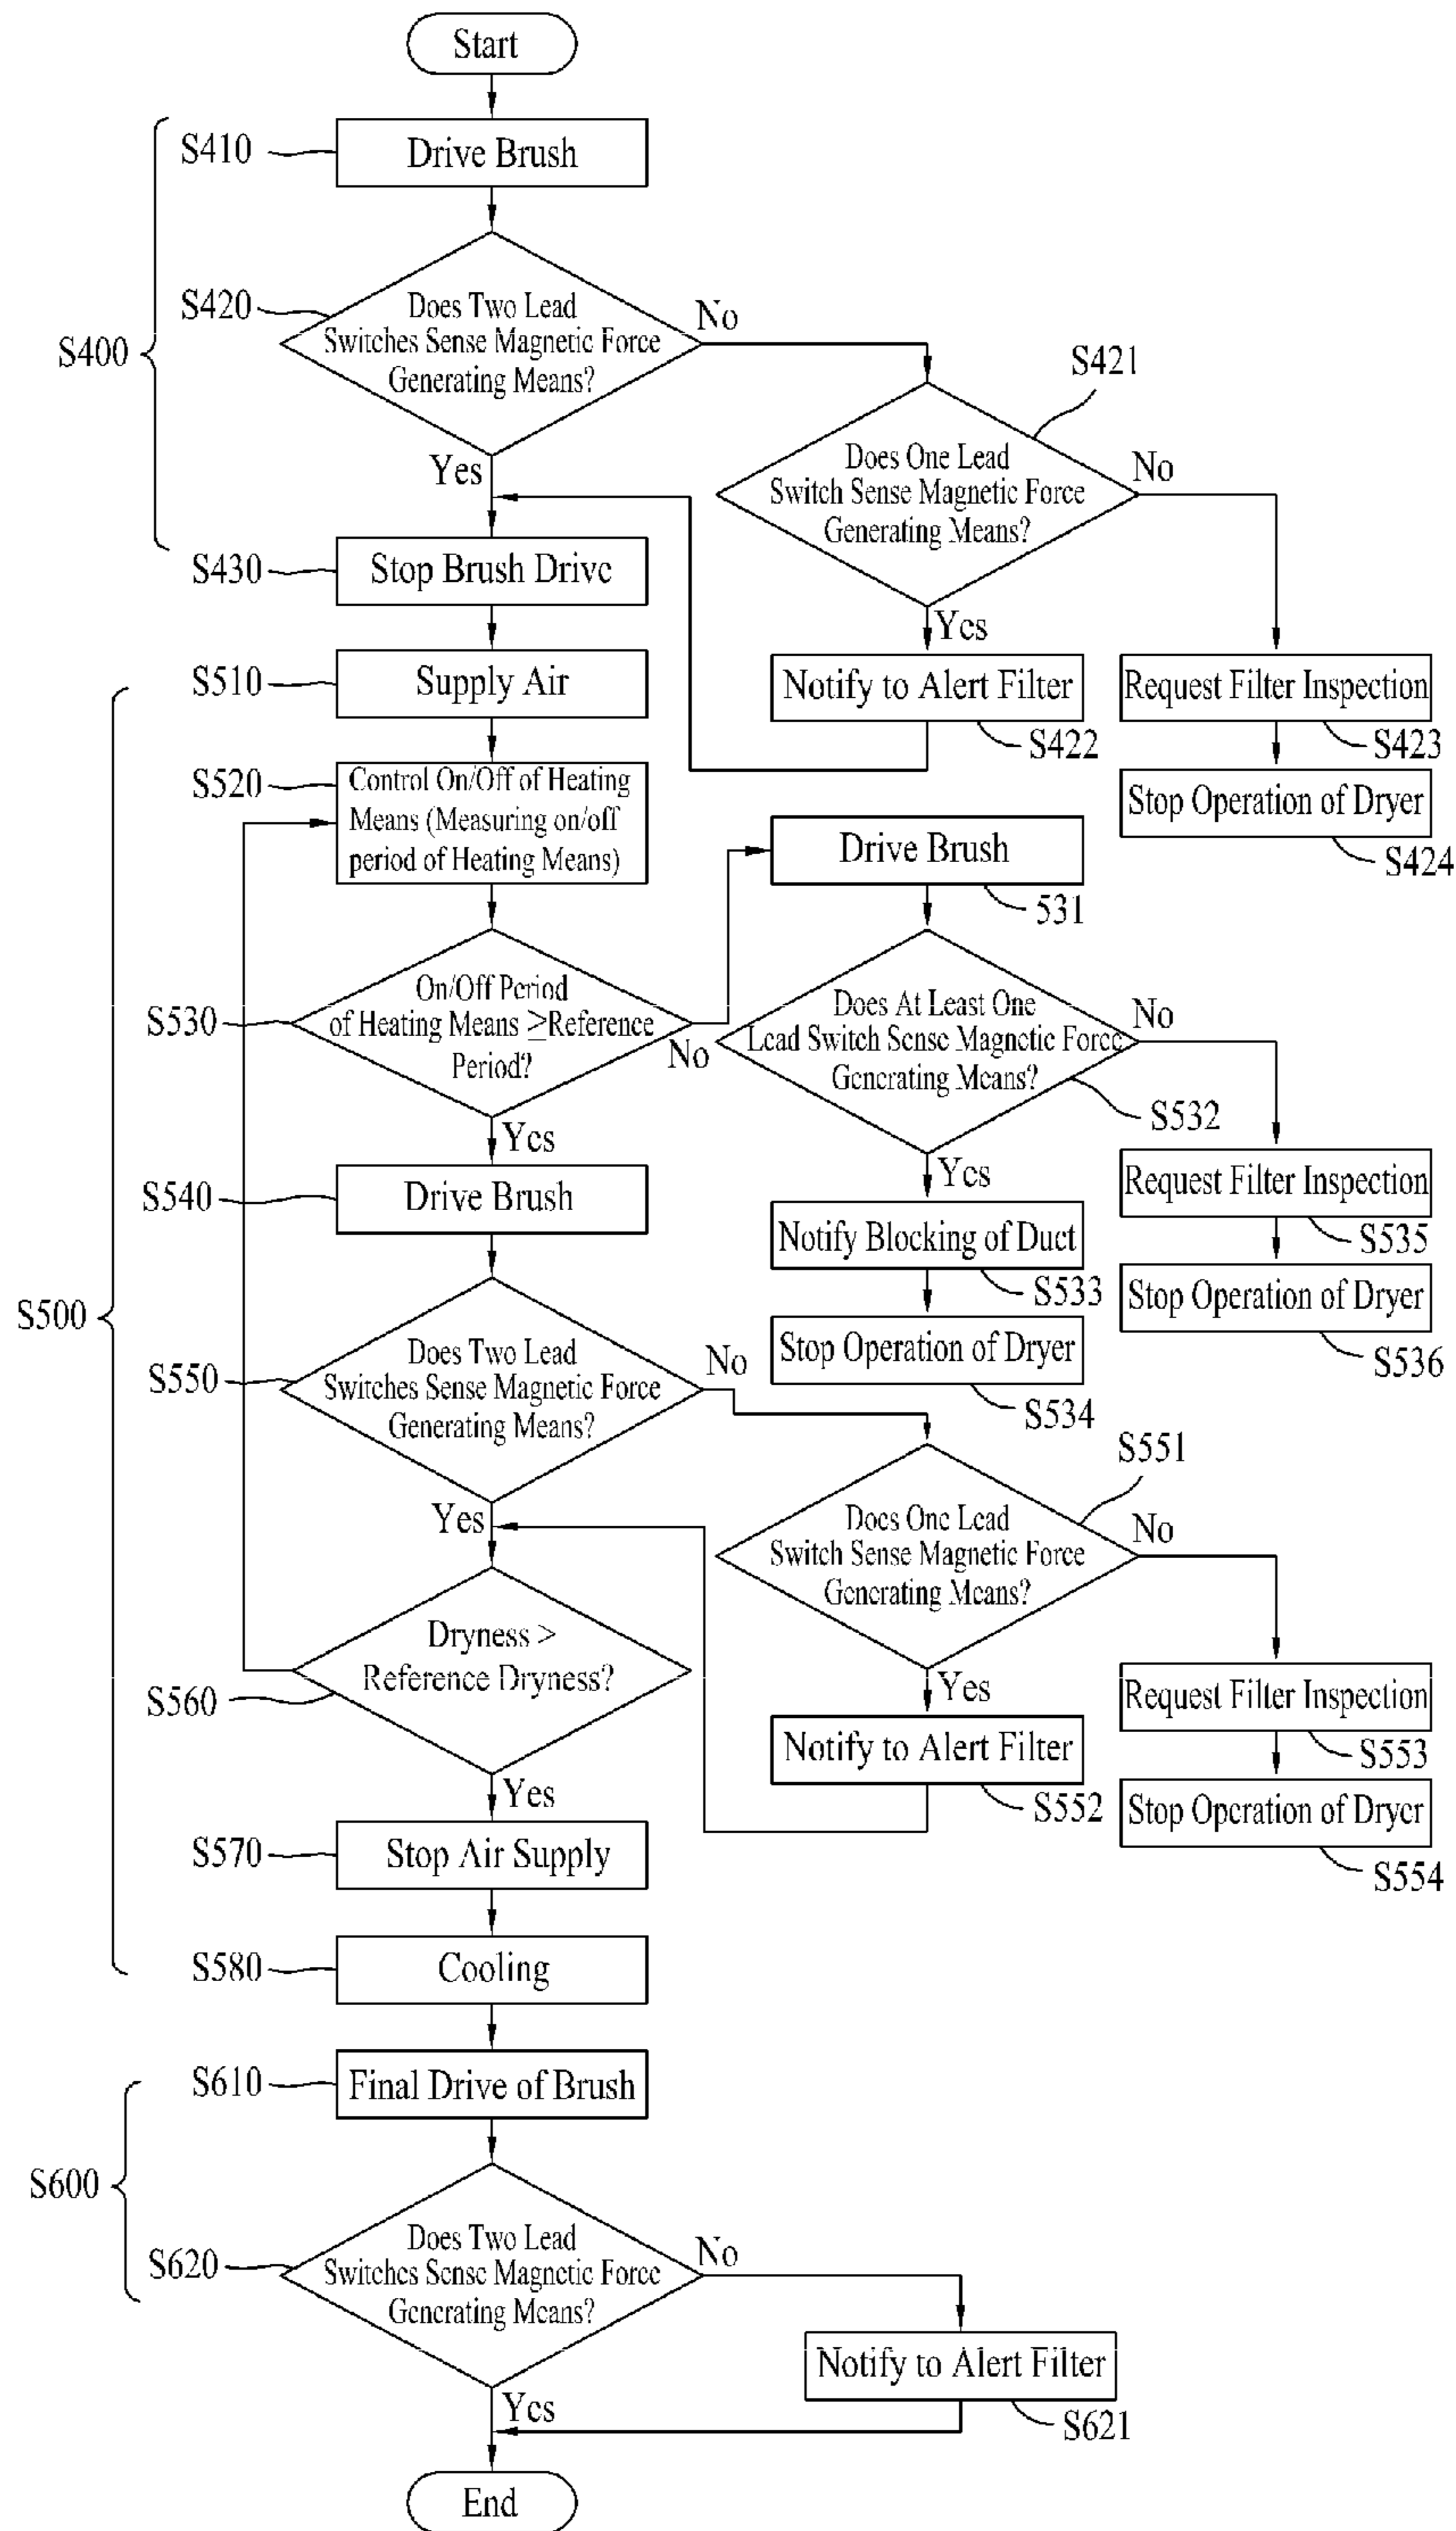 Start
S410
Drive Brush
S420
Does Two Lead
Switches Sense Magnetic Force
Generating Means?
No
Yes
S400
S421
Does One Lead
Switch Sense Magnetic Force
Generating Means?
No
Yes
S430
Stop Brush Drive
S510
Supply Air
Notify to Alert Filter
S422
Request Filter Inspection
S423
Stop Operation of Dryer
S424
S520
Control On/Off of Heating
Means (Measuring on/off
period of Heating Means)
Drive Brush
531
S530
On/Off Period
of Heating Means ≥Reference
Period?
No
Yes
Does At Least One
Lead Switch Sense Magnetic Force
Generating Means?
No
S532
Yes
S540
Drive Brush
Notify Blocking of Duct
S533
Stop Operation of Dryer
S534
Request Filter Inspection
S535
Stop Operation of Dryer
S536
S500
S550
Does Two Lead
Switches Sense Magnetic Force
Generating Means?
No
Yes
S551
Does One Lead
Switch Sense Magnetic Force
Generating Means?
No
Yes
S560
Dryness >
Reference Dryness?
Yes
Notify to Alert Filter
S552
Request Filter Inspection
S553
Stop Operation of Dryer
S554
S570
Stop Air Supply
S580
Cooling
S610
Final Drive of Brush
S600
S620
Does Two Lead
Switches Sense Magnetic Force
Generating Means?
No
Yes
Notify to Alert Filter
S621
End